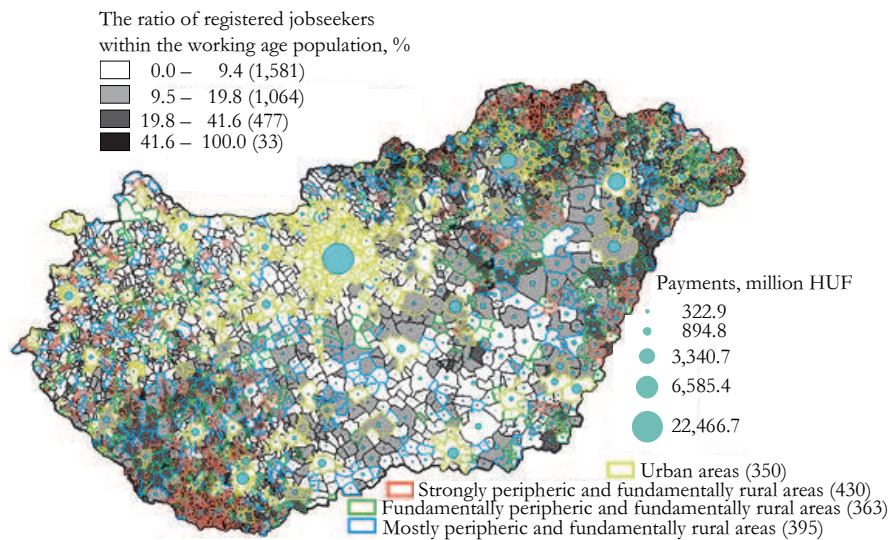 The ratio of registered jobseekers
within the working age population, %
0.0 – 9.4 (1,581)
9.5 – 19.8 (1,064)
19.8 – 41.6 (477)
41.6 – 100.0 (33)
Payments, million HUF
322.9
894.8
3,340.7
6,585.4
22,466.7
Urban areas (350)
Strongly peripheric and fundamentally rural areas (430)
Fundamentally peripheric and fundamentally rural areas (363)
Mostly peripheric and fundamentally rural areas (395)